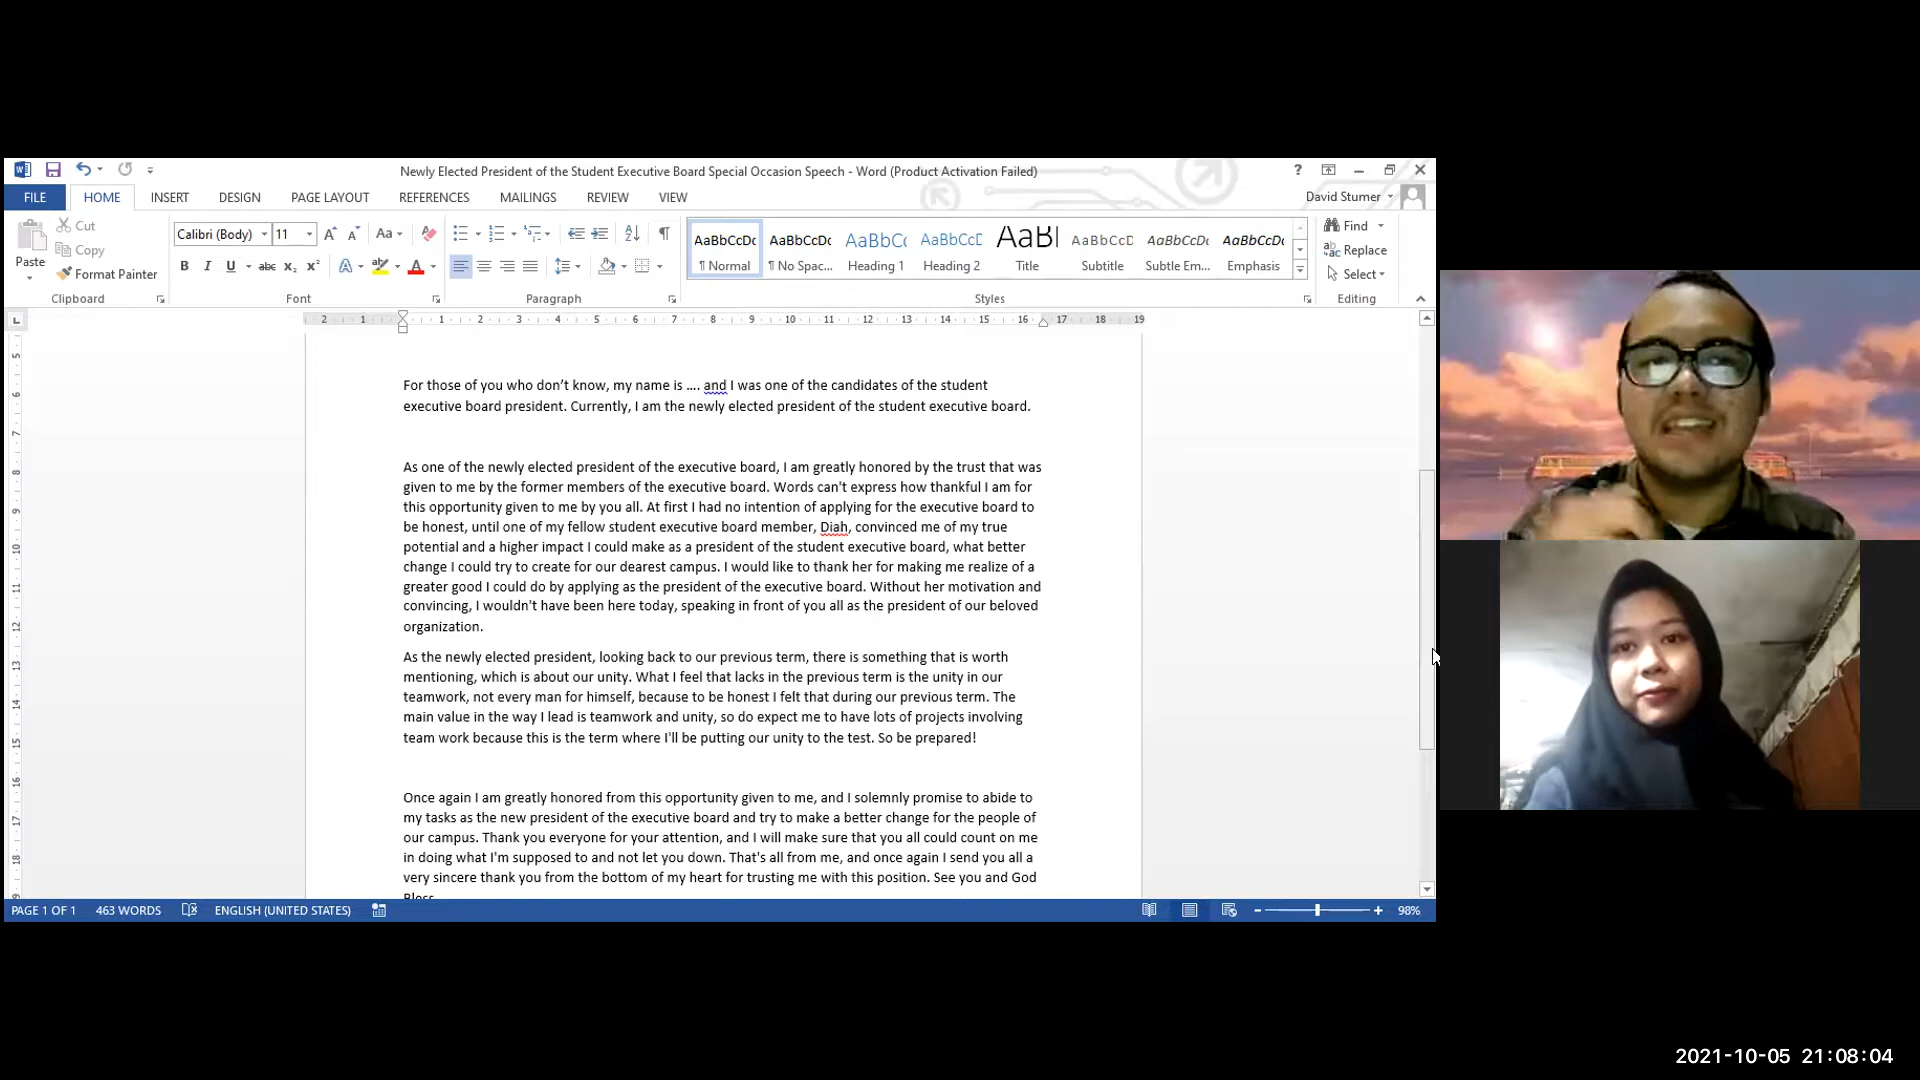 Newly Elected President of the Student Executive Board Special Occasion Speech - Word (Product Activation Failed)
FILE HOME INSERT DESIGN PAGE LAYOUT REFERENCES MAILINGS REVIEW VIEW
David Stumer
Cut
Copy
Format Painter
Paste
Calibri (Body) 11
AaBbCcDc AaBbCcDc AaBbCc AaBbCcD AaBl AaBbCcD AaBbCcDc AaBbCcDc
¶ Normal ¶ No Spac... Heading 1 Heading 2 Title Subtitle Subtle Em... Emphasis
Find
Replace
Select
Clipboard Font Paragraph Styles Editing
2 1 1 2 3 4 5 6 7 8 9 10 11 12 13 14 15 16 17 18 19
For those of you who don’t know, my name is .... and I was one of the candidates of the student
executive board president. Currently, I am the newly elected president of the student executive board.
As one of the newly elected president of the executive board, I am greatly honored by the trust that was
given to me by the former members of the executive board. Words can't express how thankful I am for
this opportunity given to me by you all. At first I had no intention of applying for the executive board to
be honest, until one of my fellow student executive board member, Diah, convinced me of my true
potential and a higher impact I could make as a president of the student executive board, what better
change I could try to create for our dearest campus. I would like to thank her for making me realize of a
greater good I could do by applying as the president of the executive board. Without her motivation and
convincing, I wouldn't have been here today, speaking in front of you all as the president of our beloved
organization.
As the newly elected president, looking back to our previous term, there is something that is worth
mentioning, which is about our unity. What I feel that lacks in the previous term is the unity in our
teamwork, not every man for himself, because to be honest I felt that during our previous term. The
main value in the way I lead is teamwork and unity, so do expect me to have lots of projects involving
team work because this is the term where I'll be putting our unity to the test. So be prepared!
Once again I am greatly honored from this opportunity given to me, and I solemnly promise to abide to
my tasks as the new president of the executive board and try to make a better change for the people of
our campus. Thank you everyone for your attention, and I will make sure that you all could count on me
in doing what I'm supposed to and not let you down. That's all from me, and once again I send you all a
very sincere thank you from the bottom of my heart for trusting me with this position. See you and God
Bless
PAGE 1 OF 1 463 WORDS ENGLISH (UNITED STATES) 98%
2021-10-05 21:08:04